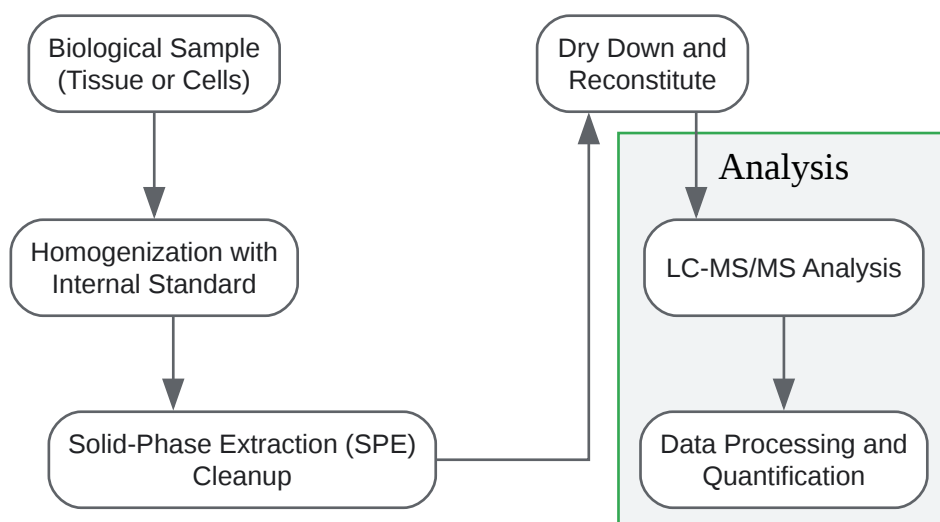 Biological Sample
(Tissue or Cells)
Homogenization with
Internal Standard
Solid-Phase Extraction (SPE)
Cleanup
Dry Down and
Reconstitute
Analysis
LC-MS/MS Analysis
Data Processing and
Quantification